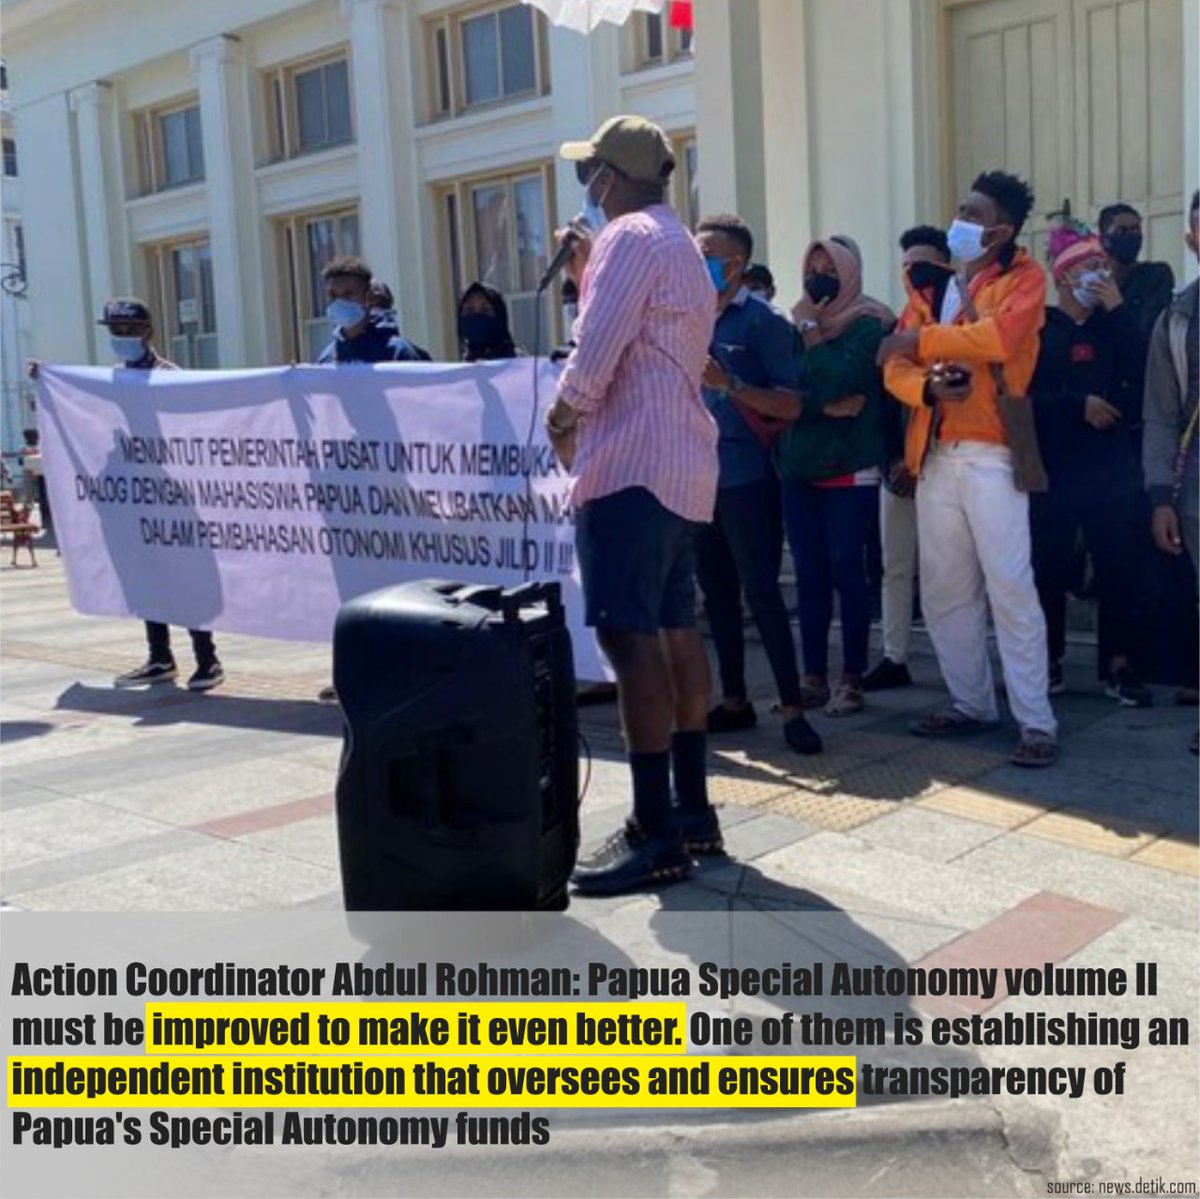 MENUNTUT PEMERINTAH PUSAT UNTUK MEMBUKA
DIALOG DENGAN MAHASISWA PAPUA DAN MELIBATKAN
DALAM PEMBAHASAN OTONOMI KHUSUS JILID II !!!
Action Coordinator Abdul Rohman: Papua Special Autonomy volume II
must be improved to make it even better. One of them is establishing an
independent institution that oversees and ensures transparency of
Papua's Special Autonomy funds
source: news.detik.com